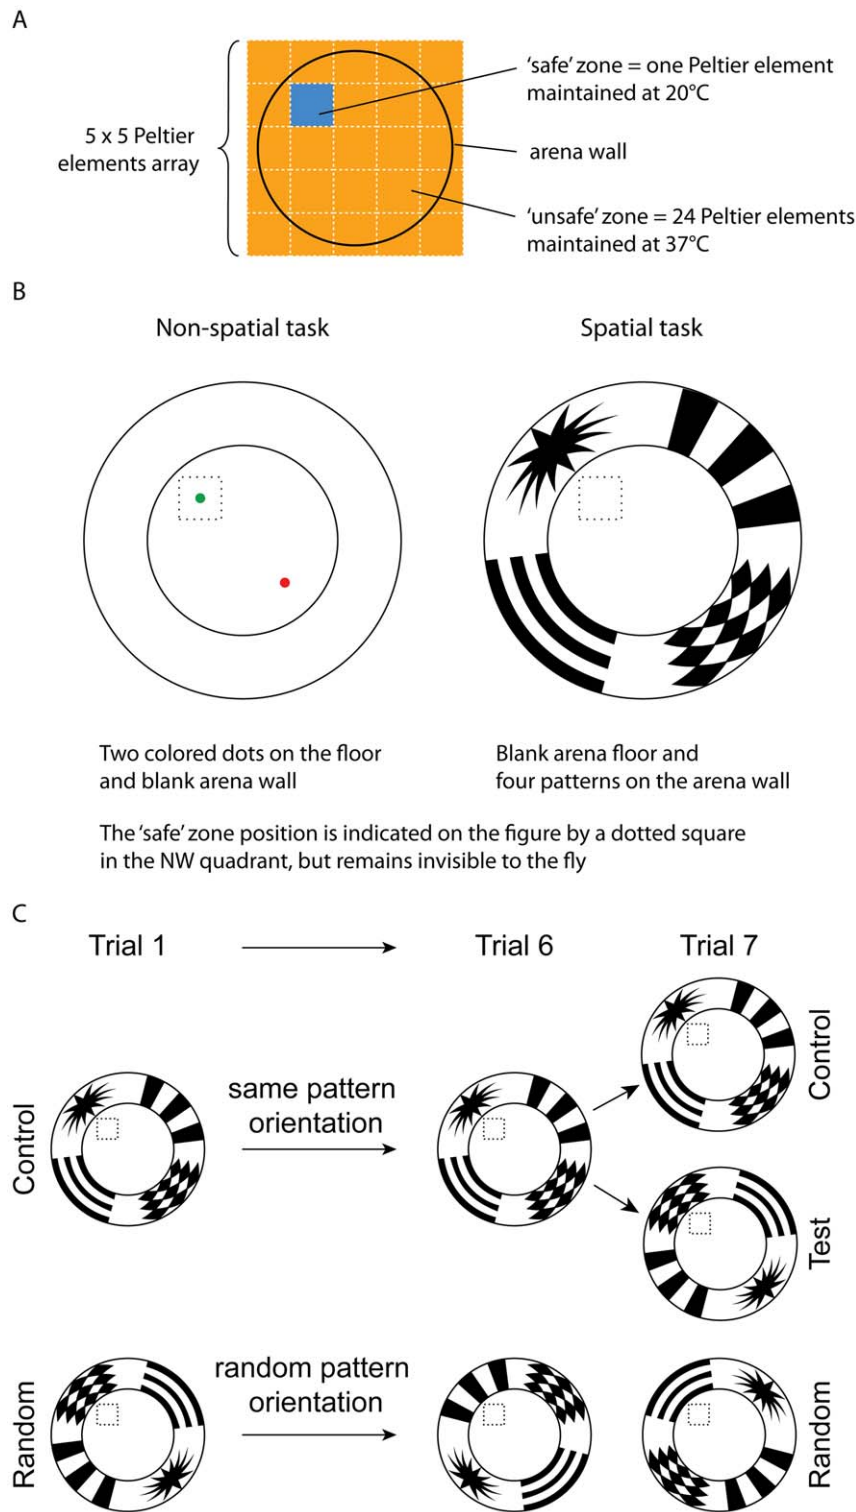 A
5 x 5 Peltier
elements array
‘safe’ zone = one Peltier element
maintained at 20°C
arena wall
‘unsafe’ zone = 24 Peltier elements
maintained at 37°C
B
Non-spatial task
Spatial task
Two colored dots on the floor
and blank arena wall
Blank arena floor and
four patterns on the arena wall
The ‘safe’ zone position is indicated on the figure by a dotted square
in the NW quadrant, but remains invisible to the fly
C
Trial 1
Trial 6
Trial 7
Control
same pattern
orientation
Control
Test
Random
random pattern
orientation
Random